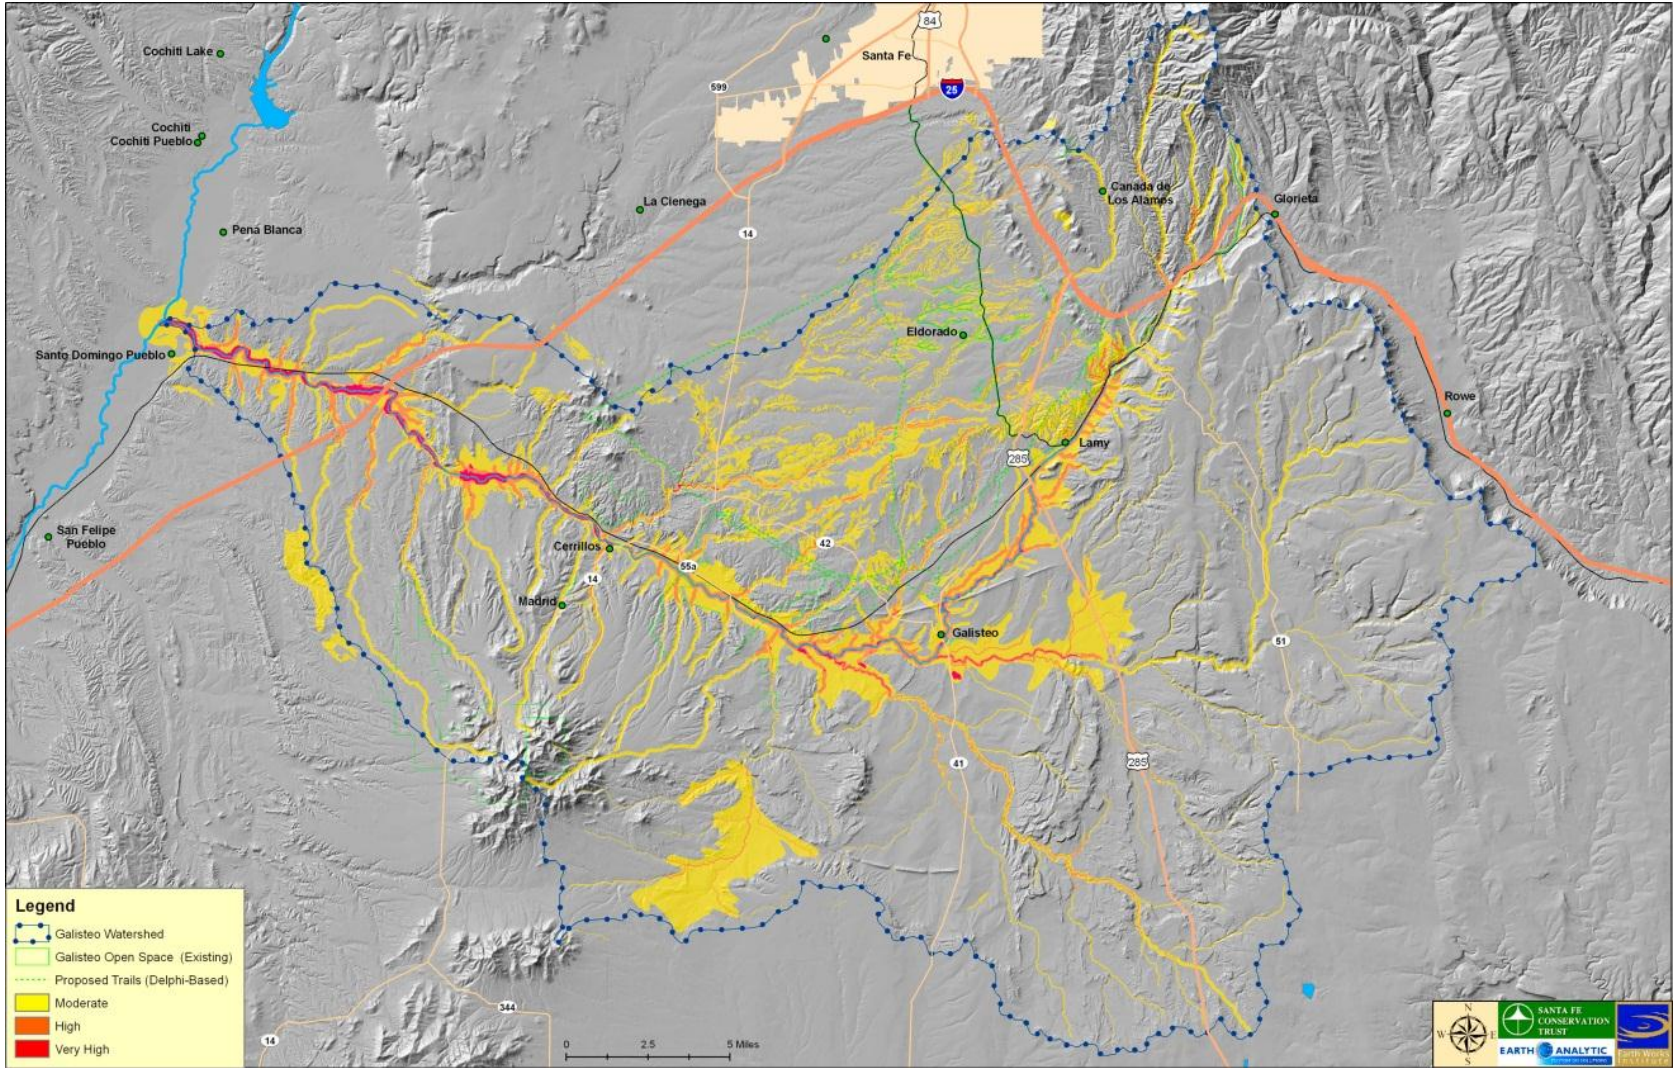 84
Santa Fe
Cochiti Lake
599
25
Cochiti
Cochiti Pueblo
Canada de
Los Alamos
La Cienega
Glorieta
Pena Blanca
14
Eldorado
Santo Domingo Pueblo
Rowe
Lamy
285
San Felipe
Pueblo
Cerrillos
42
55a
14
Madrid
Galisteo
51
41
285
344
14
Legend
Galisteo Watershed
Galisteo Open Space (Existing)
Proposed Trails (Delphi-Based)
Moderate
High
Very High
0 2.5 5 Miles
N
W E
S
SANTA FE
CONSERVATION
TRUST
EARTH ANALYTIC
Earth Works
Institute